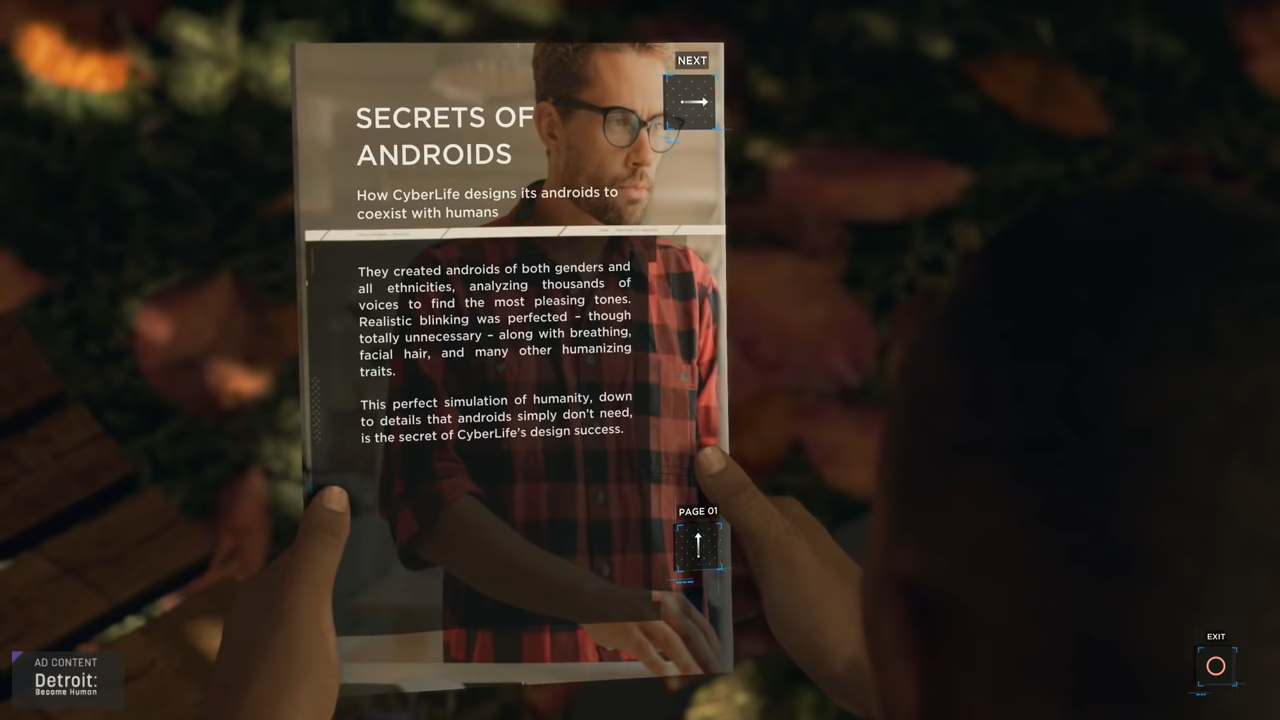 NEXT
SECRETS OF
ANDROIDS
How CyberLife designs its androids to
coexist with humans
They created androids of both genders and
all ethnicities, analyzing thousands of
voices to find the most pleasing tones.
Realistic blinking was perfected – though
totally unnecessary – along with breathing,
facial hair, and many other humanizing
traits.
This perfect simulation of humanity, down
to details that androids simply don't need,
is the secret of CyberLife's design success.
PAGE 01
EXIT
AD CONTENT
Detroit:
Become Human